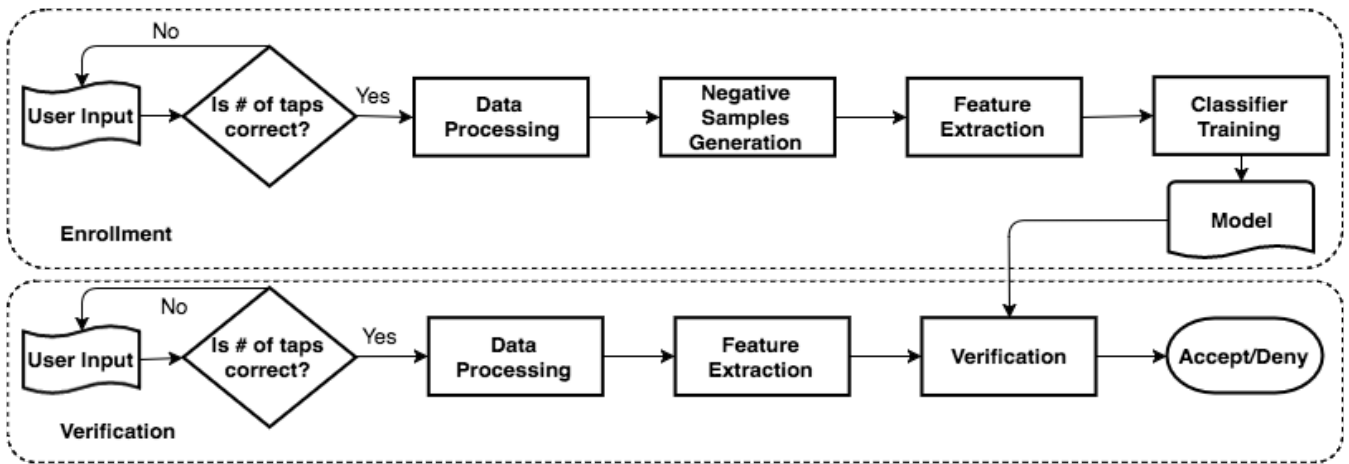 No
User Input
Is # of taps
correct?
Yes
Data
Processing
Negative
Samples
Generation
Feature
Extraction
Classifier
Training
Model
Enrollment
No
User Input
Is # of taps
correct?
Yes
Data
Processing
Feature
Extraction
Verification
Accept/Deny
Verification